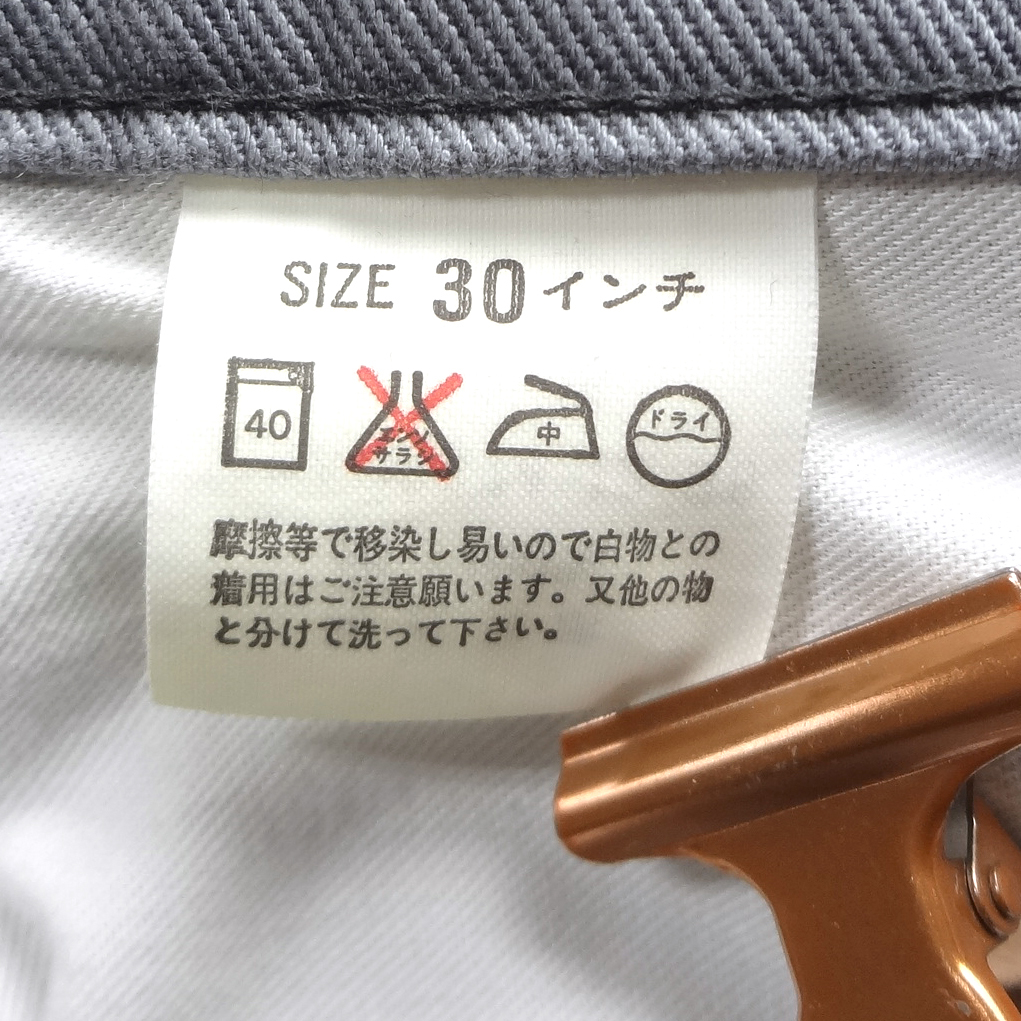 SIZE 30インチ
40
エンソ
サラシ
中
ドライ
摩擦等で移染し易いので白物との
着用はご注意願います。又他の物
と分けて洗って下さい。